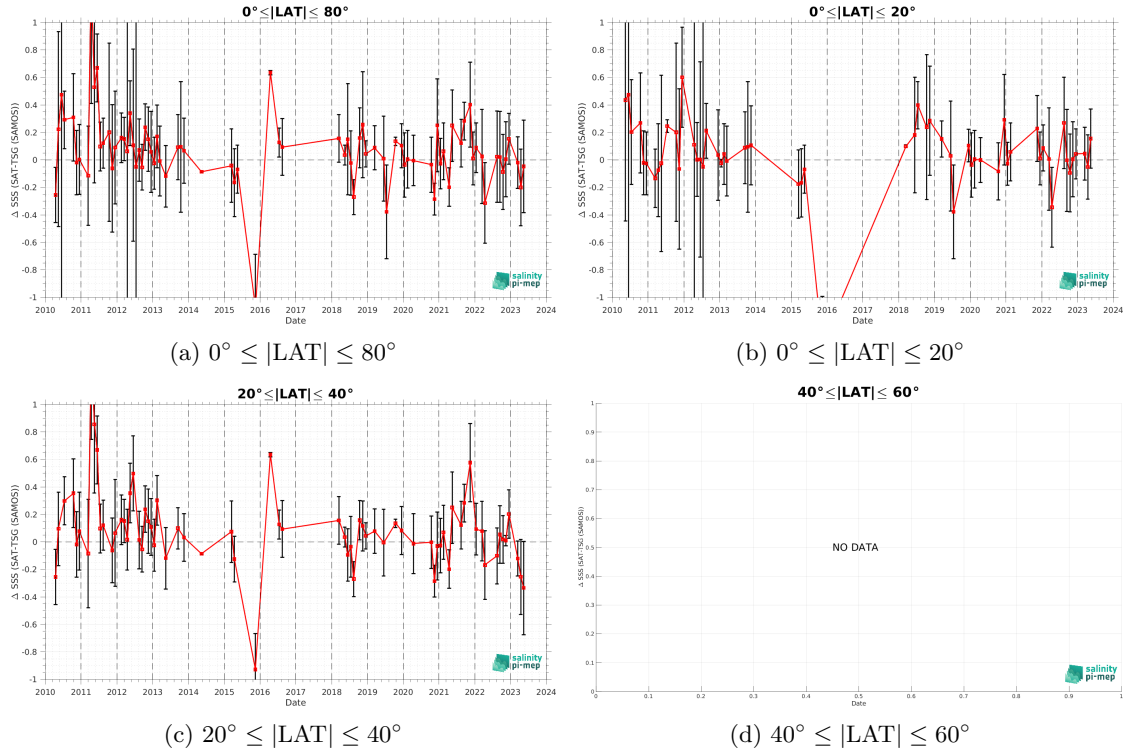 0°≤|LAT|≤ 80°
Δ SSS (SAT-TSG (SAMOS))
1
0.8
0.6
0.4
0.2
0
-0.2
-0.4
-0.6
-0.8
-1
2010 2011 2012 2013 2014 2015 2016 2017 2018 2019 2020 2021 2022 2023 2024
Date
salinity
pi-mep
(a) 0° ≤ |LAT| ≤ 80°
0°≤|LAT|≤ 20°
Δ SSS (SAT-TSG (SAMOS))
1
0.8
0.6
0.4
0.2
0
-0.2
-0.4
-0.6
-0.8
-1
2010 2011 2012 2013 2014 2015 2016 2017 2018 2019 2020 2021 2022 2023 2024
Date
salinity
pi-mep
(b) 0° ≤ |LAT| ≤ 20°
20°≤|LAT|≤ 40°
Δ SSS (SAT-TSG (SAMOS))
1
0.8
0.6
0.4
0.2
0
-0.2
-0.4
-0.6
-0.8
-1
2010 2011 2012 2013 2014 2015 2016 2017 2018 2019 2020 2021 2022 2023 2024
Date
salinity
pi-mep
(c) 20° ≤ |LAT| ≤ 40°
40°≤|LAT|≤ 60°
Δ SSS (SAT-TSG (SAMOS))
1
0.9
0.8
0.7
0.6
0.5
0.4
0.3
0.2
0.1
0
NO DATA
0 0.1 0.2 0.3 0.4 0.5 0.6 0.7 0.8 0.9 1
Date
salinity
pi-mep
(d) 40° ≤ |LAT| ≤ 60°